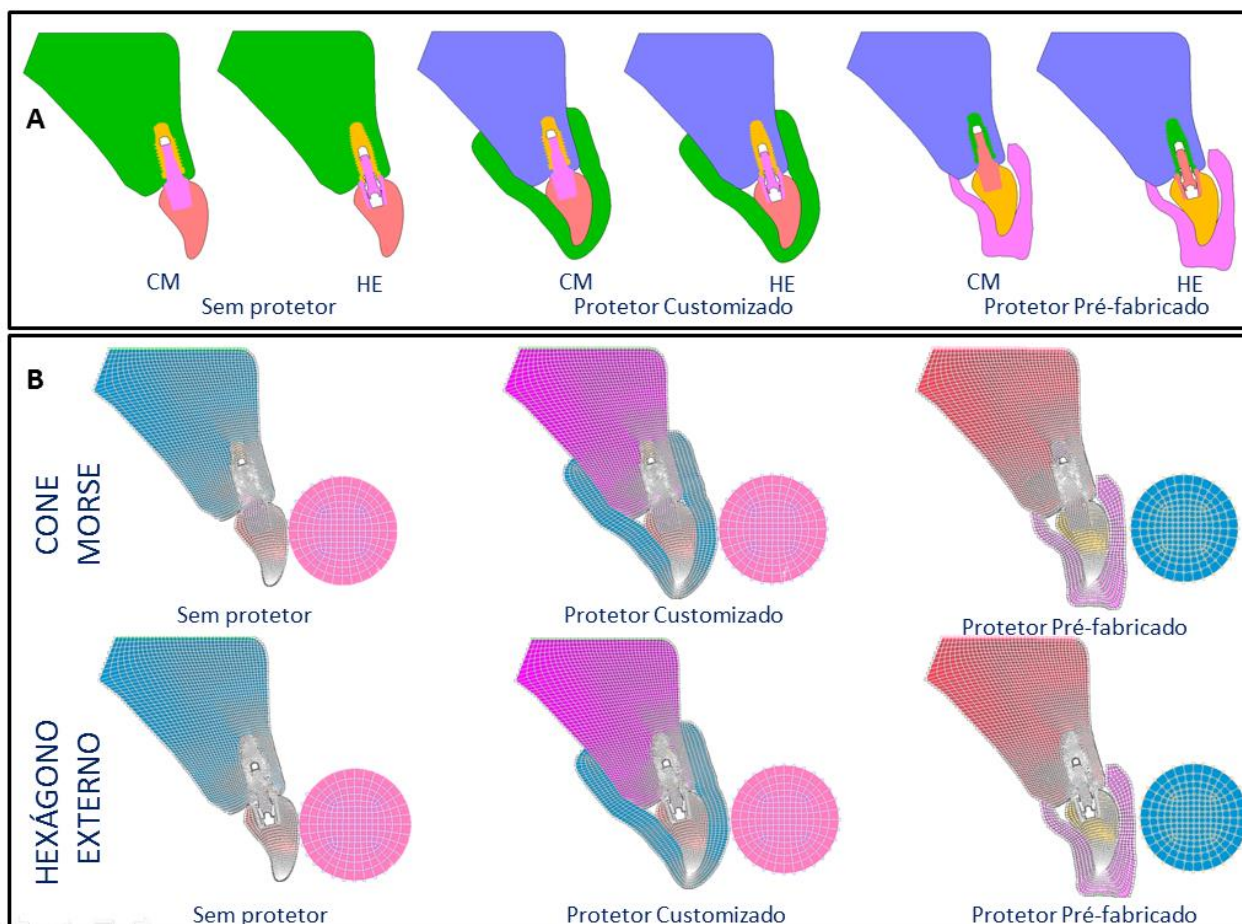 A
CM
HE
CM
HE
CM
HE
Sem protetor
Protetor Customizado
Protetor Pré-fabricado
B
CONE
MORSE
Sem protetor
Protetor Customizado
Protetor Pré-fabricado
HEXÁGONO
EXTERNO
Sem protetor
Protetor Customizado
Protetor Pré-fabricado